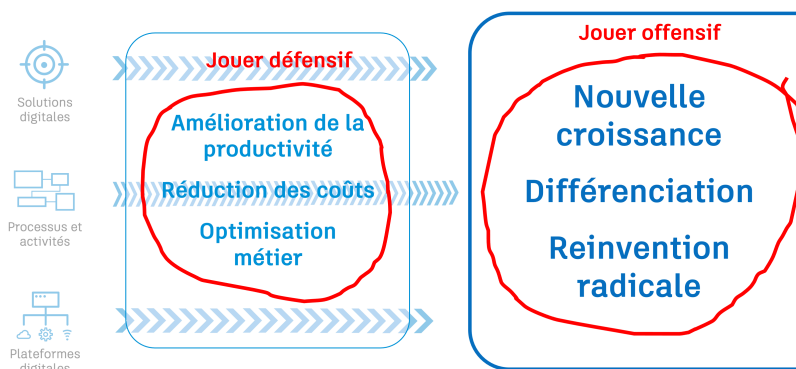 Solutions
digitales
Processus et
activités
Plateformes
digitales
Jouer défensif
Amélioration de la
productivité
Réduction des coûts
Optimisation
métier
Jouer offensif
Nouvelle
croissance
Différenciation
Reinvention
radicale